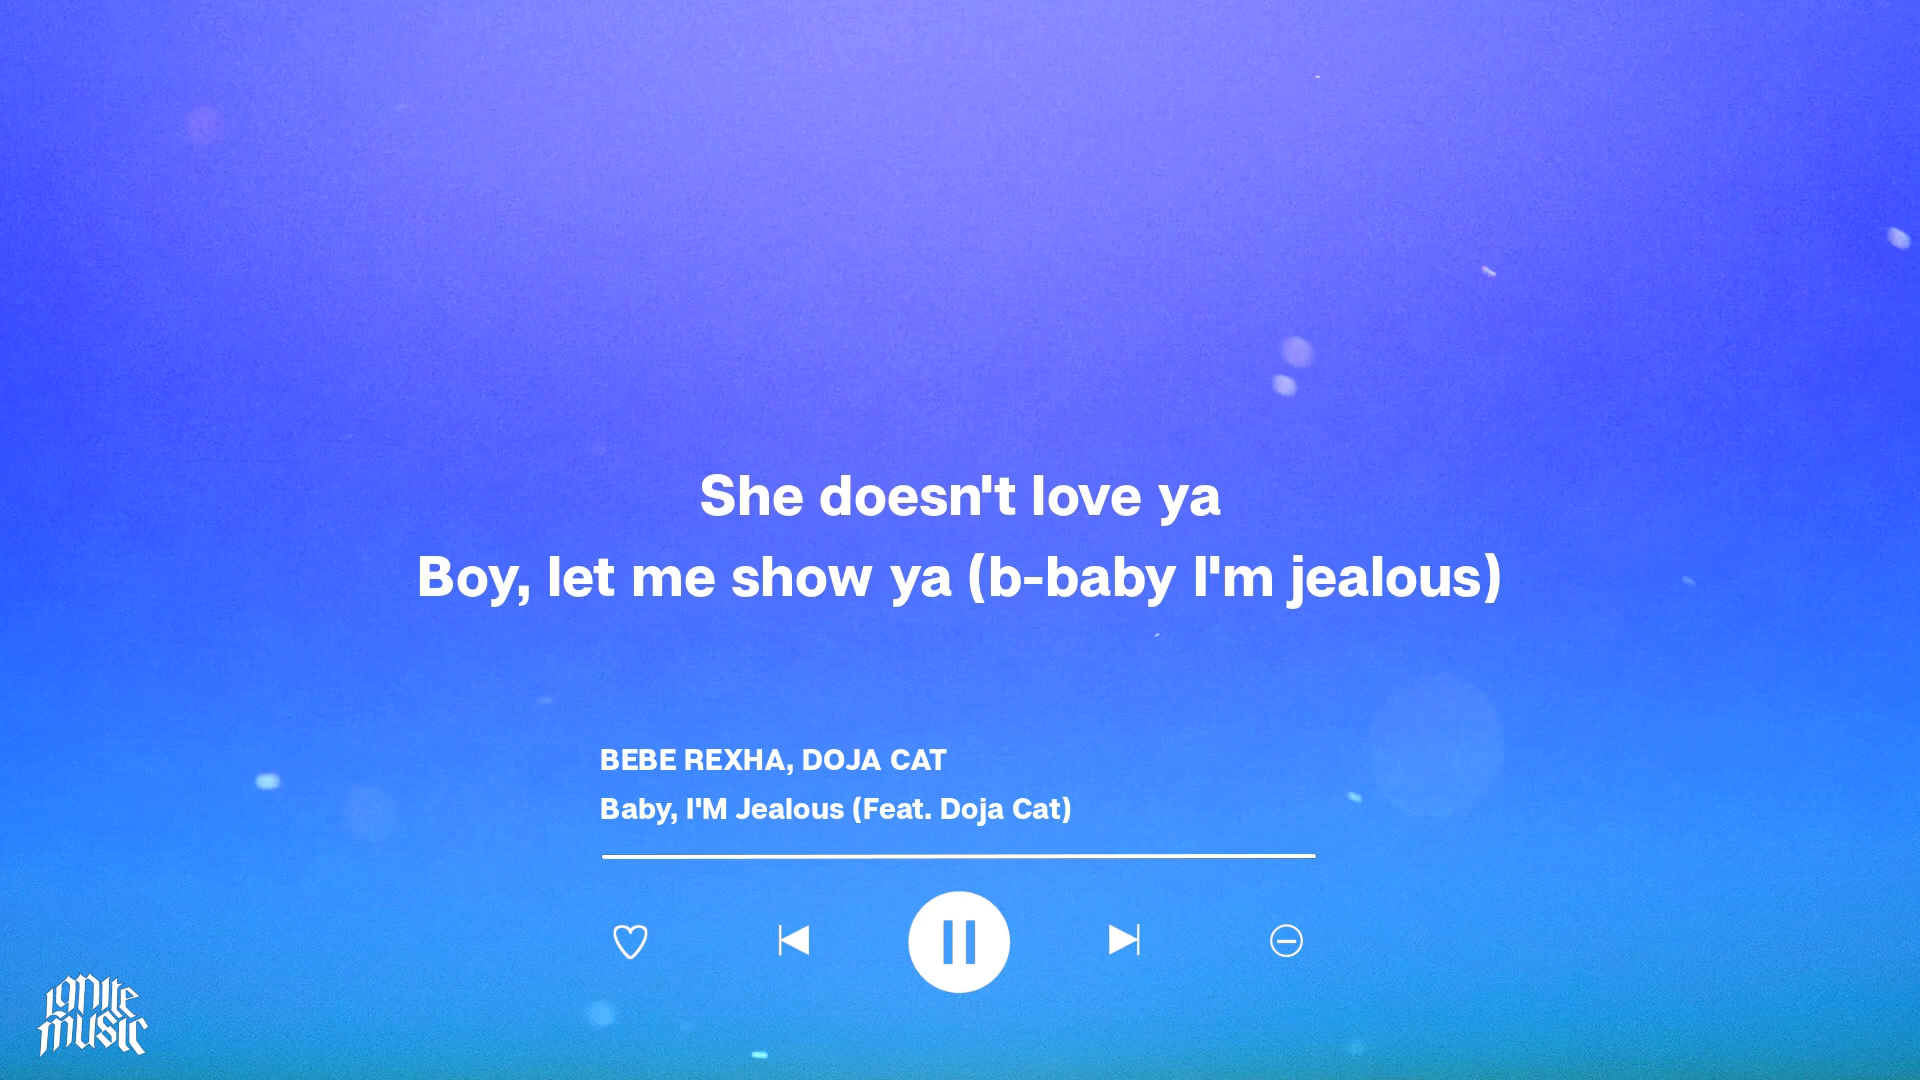 She doesn't love ya
Boy, let me show ya (b-baby I'm jealous)
BEBE REXHA, DOJA CAT
Baby, I'M Jealous (Feat. Doja Cat)
ignite
music